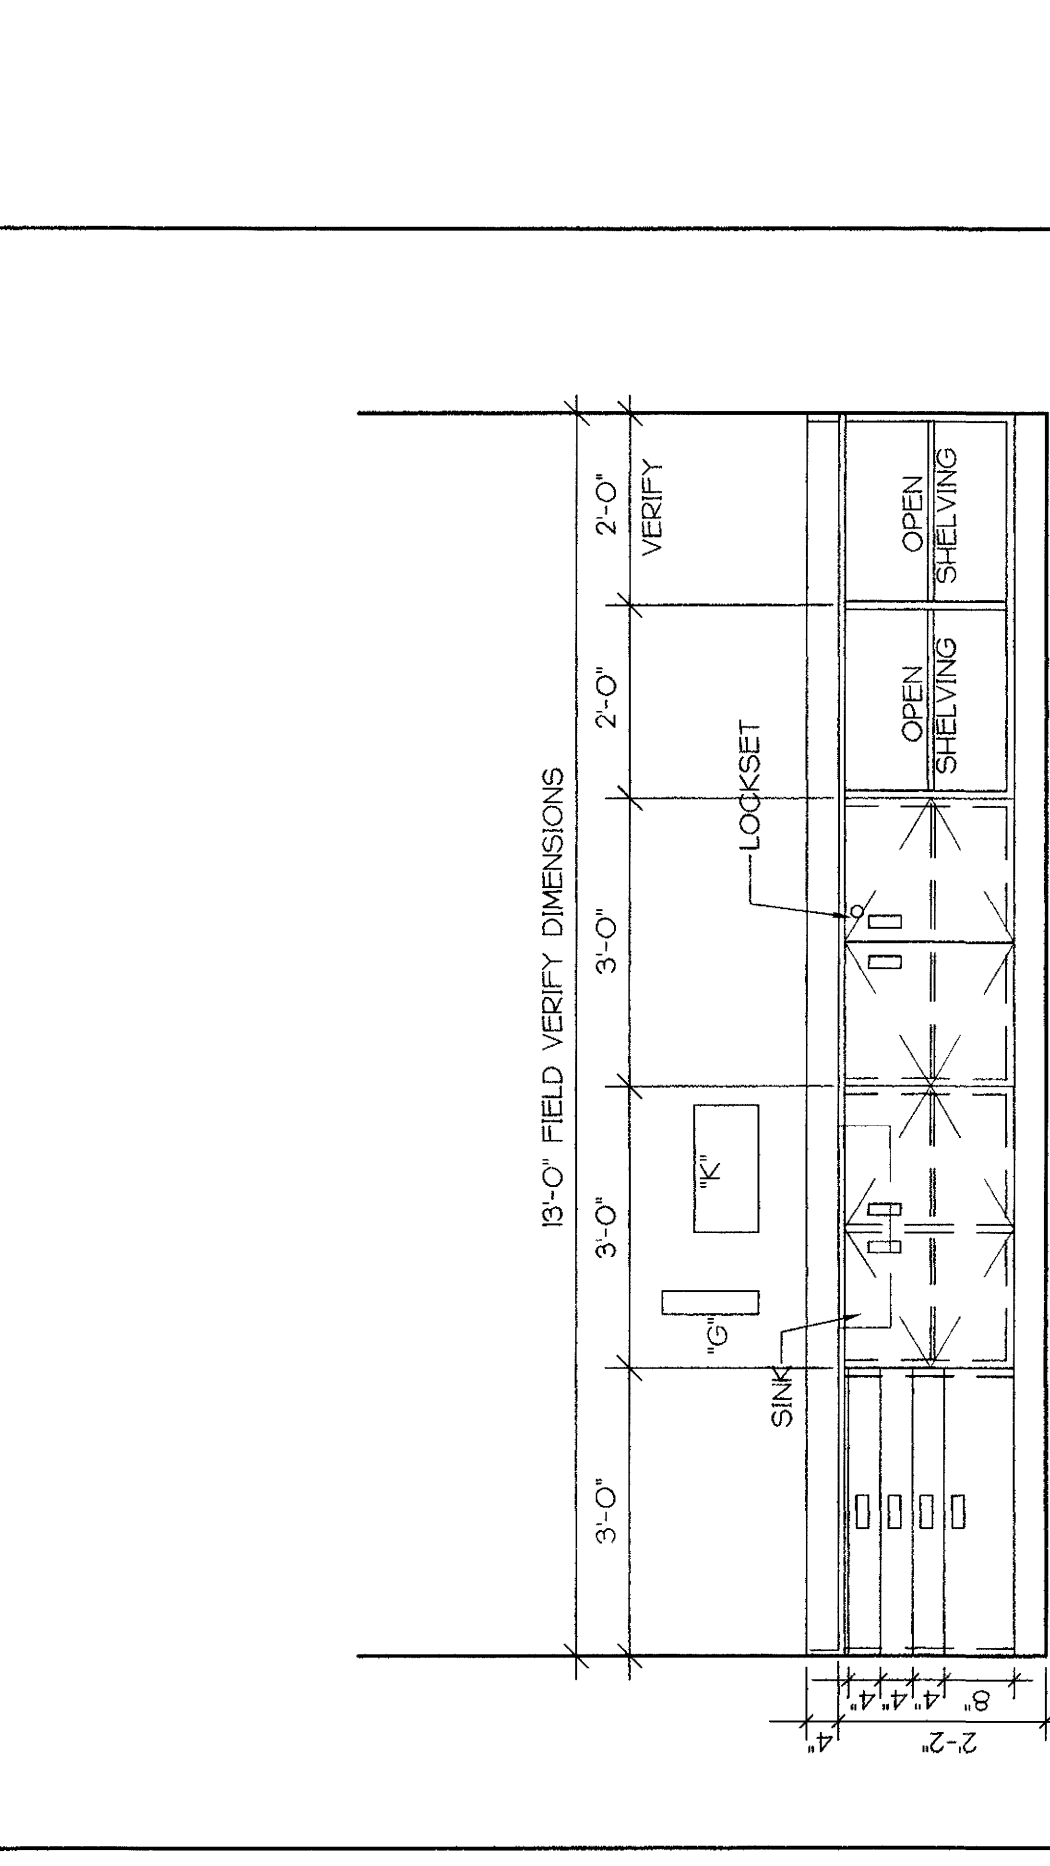 13'-0" FIELD VERIFY DIMENSIONS
3'-0"
3'-0"
3'-0"
2'-0"
2'-0"
VERIFY
"G"
"K"
SINK
LOCKSET
OPEN
SHELVING
OPEN
SHELVING
4"
2'-2"
4"
4"
4"
8"